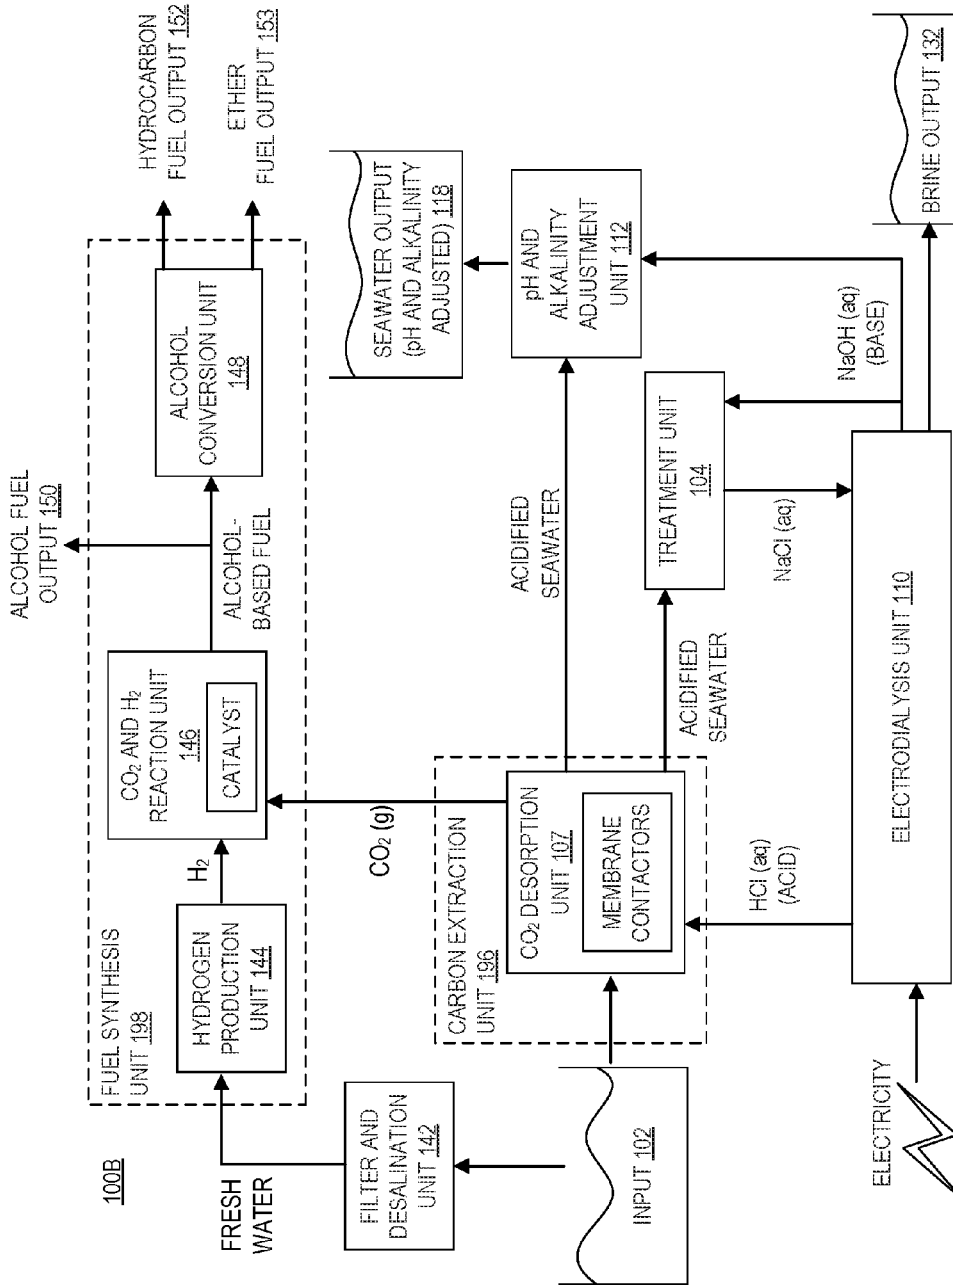 100B
FUEL SYNTHESIS
UNIT 198
HYDROGEN
PRODUCTION
UNIT 144
H₂
CO₂ AND H₂
REACTION UNIT
146
CATALYST
ALCOHOL-
BASED FUEL
ALCOHOL FUEL
OUTPUT 150
ALCOHOL
CONVERSION UNIT
148
HYDROCARBON
FUEL OUTPUT 152
ETHER
FUEL OUTPUT 153
FRESH
WATER
FILTER AND
DESALINATION
UNIT 142
CO₂ (g)
SEAWATER OUTPUT
(pH AND ALKALINITY
ADJUSTED) 118
CARBON EXTRACTION
UNIT 196
CO₂ DESORPTION
UNIT 107
MEMBRANE
CONTACTORS
ACIDIFIED
SEAWATER
pH AND
ALKALINITY
ADJUSTMENT
UNIT 112
INPUT 102
ACIDIFIED
SEAWATER
TREATMENT UNIT
104
HCl (aq)
(ACID)
NaCl (aq)
NaOH (aq)
(BASE)
ELECTRICITY
ELECTRODIALYSIS UNIT 110
BRINE OUTPUT 132